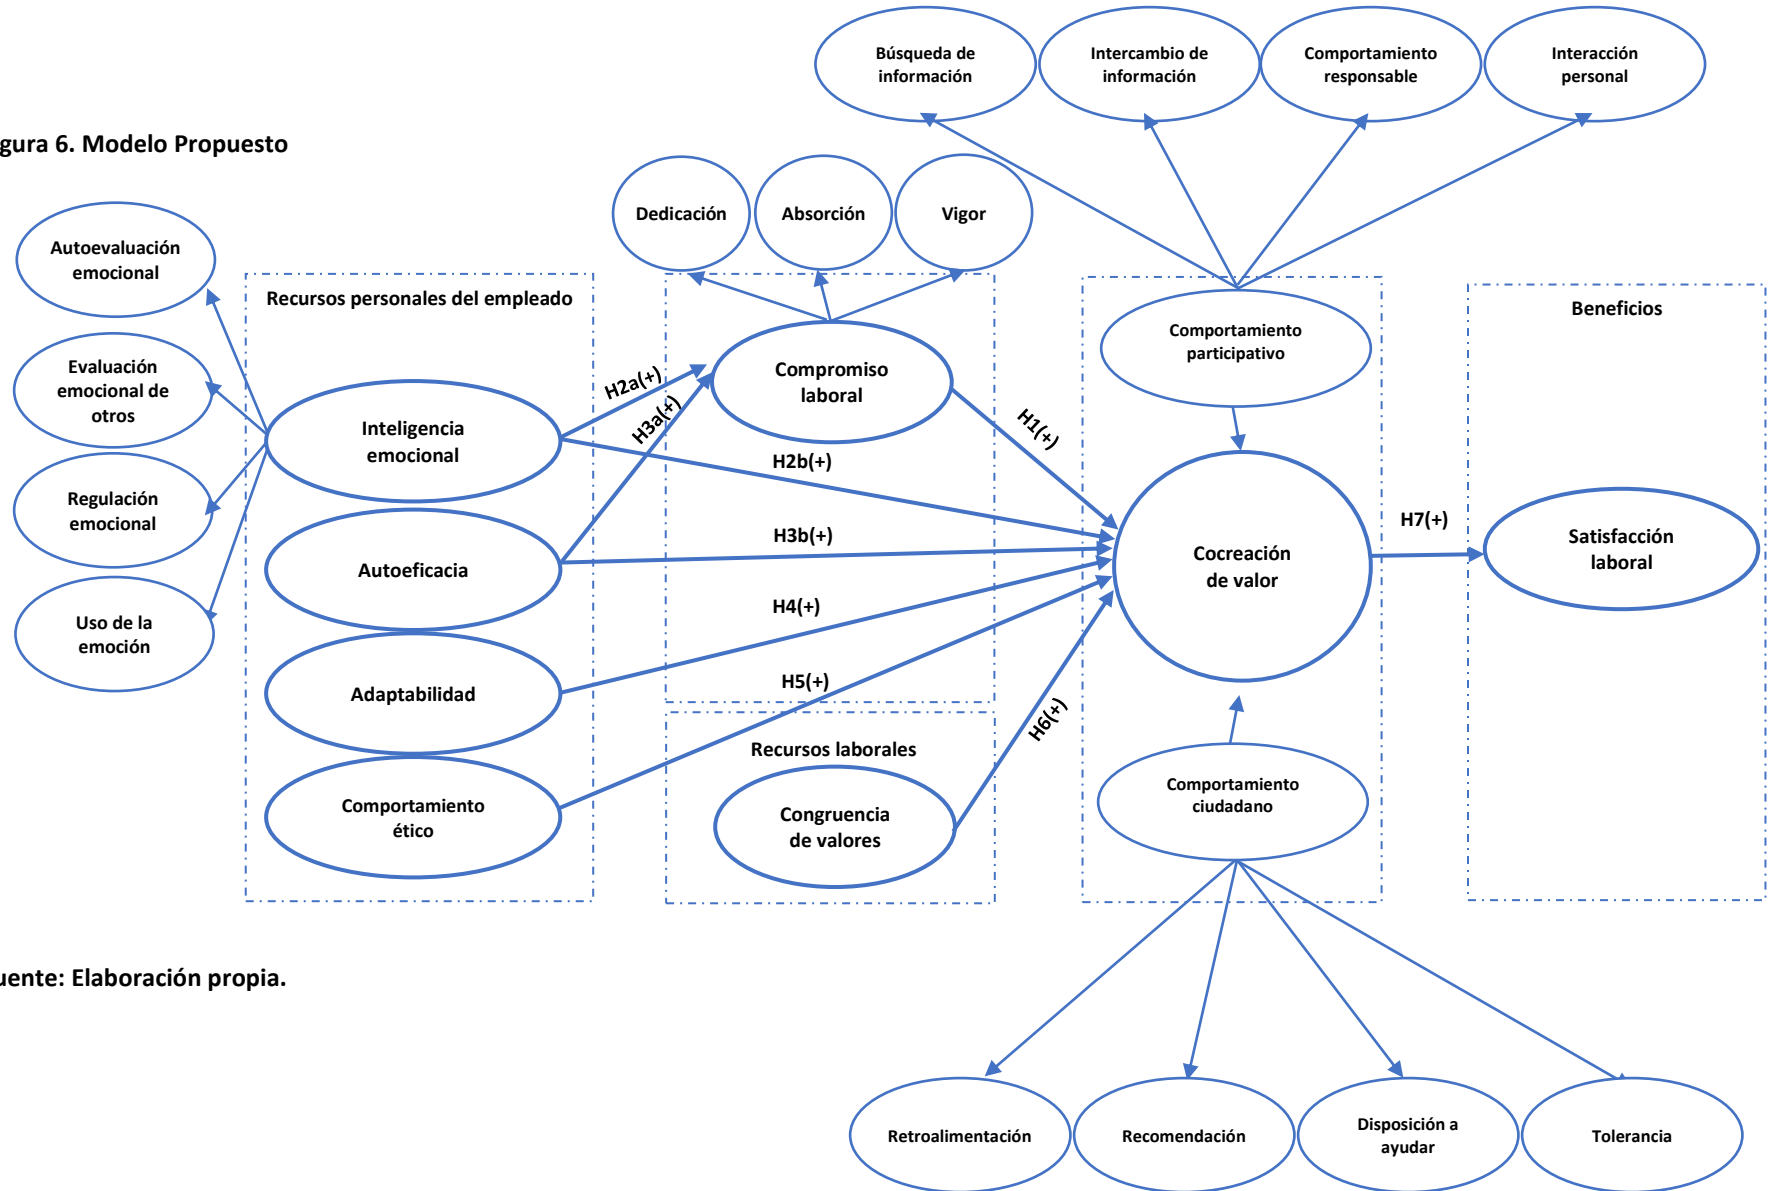 Búsqueda de
información
Intercambio de
información
Comportamiento
responsable
Interacción
personal
gura 6. Modelo Propuesto
Dedicación
Absorción
Vigor
Autoevaluación
emocional
Evaluación
emocional de
otros
Regulación
emocional
Uso de la
emoción
Recursos personales del empleado
Inteligencia
emocional
Autoeficacia
Adaptabilidad
Comportamiento
ético
H2a(+)
H3a(+)
H2b(+)
H3b(+)
H4(+)
H5(+)
Compromiso
laboral
H1(+)
Recursos laborales
Congruencia
de valores
H6(+)
Comportamiento
participativo
Cocreación
de valor
Comportamiento
ciudadano
H7(+)
Beneficios
Satisfacción
laboral
uente: Elaboración propia.
Retroalimentación
Recomendación
Disposición a
ayudar
Tolerancia